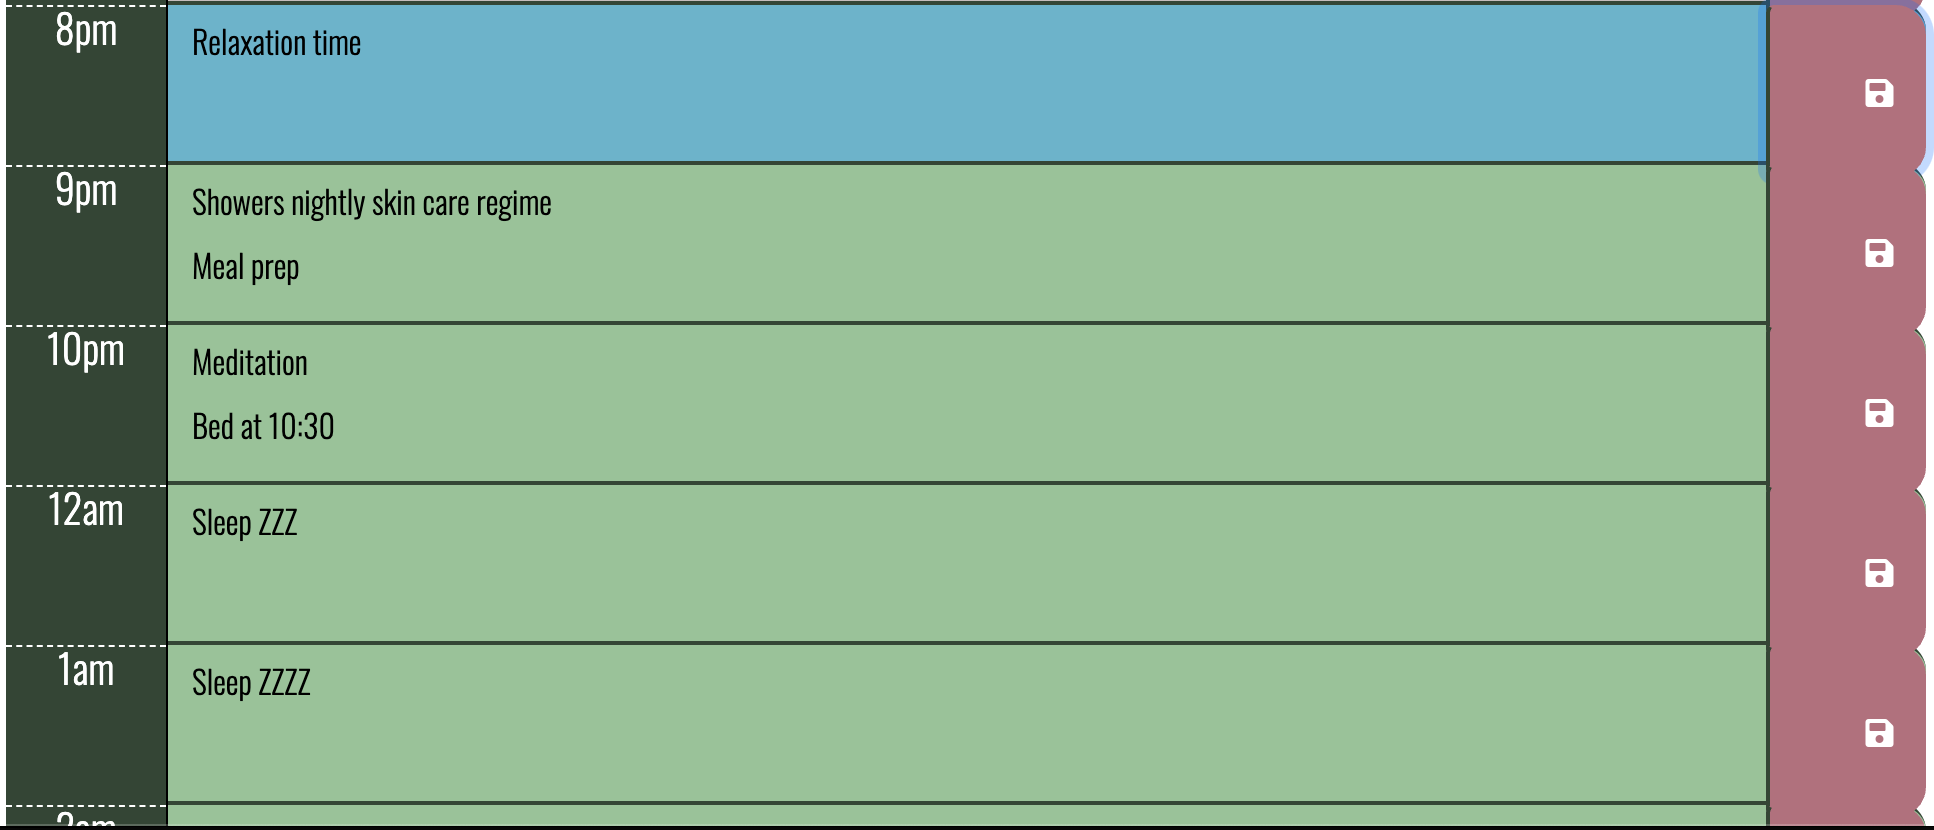 8pm
Relaxation time
9pm
Showers nightly skin care regime
Meal prep
10pm
Meditation
Bed at 10:30
12am
Sleep ZZZ
1am
Sleep ZZZZ